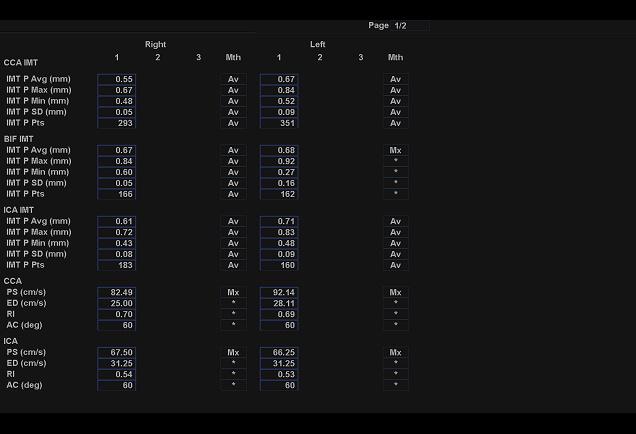 Page 1/2
Right Left
1 2 3 Mth 1 2 3 Mth
CCA IMT
IMT P Avg (mm) 0.55 Av 0.67 Av
IMT P Max (mm) 0.67 Av 0.84 Av
IMT P Min (mm) 0.48 Av 0.52 Av
IMT P SD (mm) 0.05 Av 0.09 Av
IMT P Pts 293 Av 351 Av
BIF IMT
IMT P Avg (mm) 0.67 Av 0.68 Mx
IMT P Max (mm) 0.84 Av 0.92 *
IMT P Min (mm) 0.60 Av 0.27 *
IMT P SD (mm) 0.05 Av 0.16 *
IMT P Pts 166 Av 162 *
ICA IMT
IMT P Avg (mm) 0.61 Av 0.71 Av
IMT P Max (mm) 0.72 Av 0.83 Av
IMT P Min (mm) 0.43 Av 0.48 Av
IMT P SD (mm) 0.08 Av 0.09 Av
IMT P Pts 183 Av 160 Av
CCA
PS (cm/s) 82.49 Mx 92.14 Mx
ED (cm/s) 25.00 * 28.11 *
RI 0.70 * 0.69 *
AC (deg) 60 * 60 *
ICA
PS (cm/s) 67.50 Mx 66.25 Mx
ED (cm/s) 31.25 * 31.25 *
RI 0.54 * 0.53 *
AC (deg) 60 * 60 *